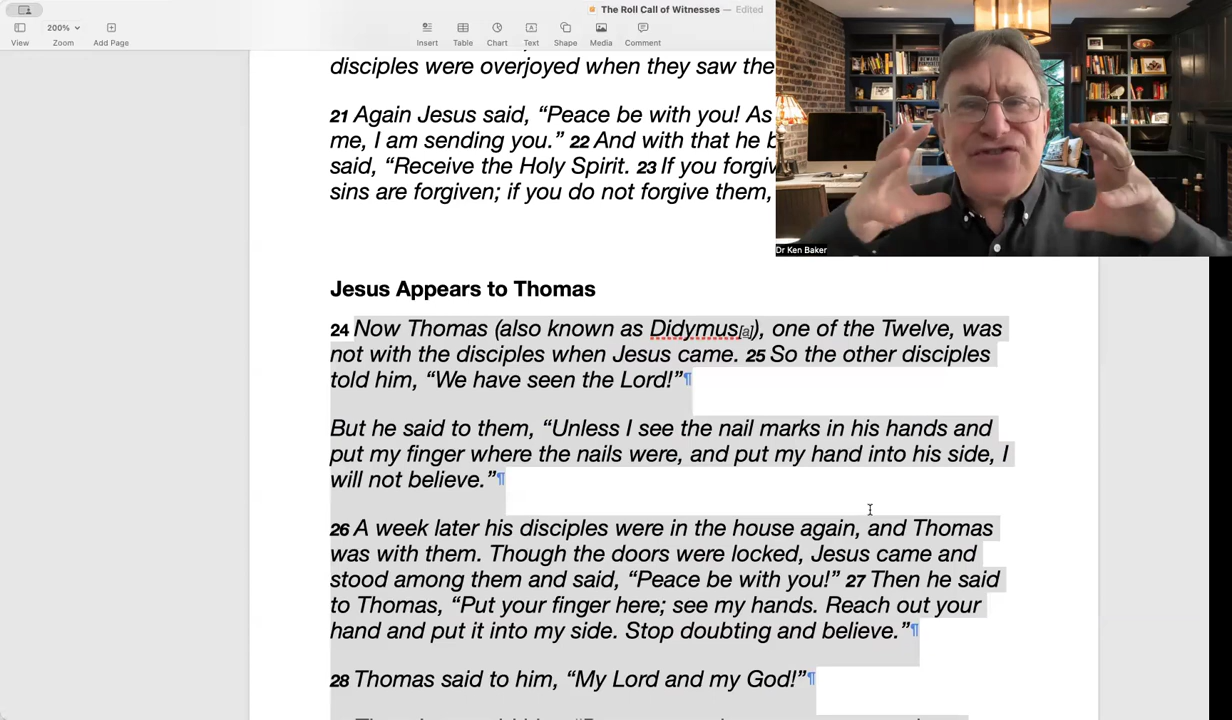 The Roll Call of Witnesses — Edited
200%
View
Zoom
Add Page
Insert
Table
Chart
Text
Shape
Media
Comment
disciples were overjoyed when they saw the
21 Again Jesus said, “Peace be with you! As
me, I am sending you.” 22 And with that he b
said, “Receive the Holy Spirit. 23 If you forgiv
sins are forgiven; if you do not forgive them,
Dr Ken Baker
Jesus Appears to Thomas
24 Now Thomas (also known as Didymus[a]), one of the Twelve, was
not with the disciples when Jesus came. 25 So the other disciples
told him, “We have seen the Lord!”¶
But he said to them, “Unless I see the nail marks in his hands and
put my finger where the nails were, and put my hand into his side, I
will not believe.”¶
26 A week later his disciples were in the house again, and Thomas
was with them. Though the doors were locked, Jesus came and
stood among them and said, “Peace be with you!” 27 Then he said
to Thomas, “Put your finger here; see my hands. Reach out your
hand and put it into my side. Stop doubting and believe.”¶
28 Thomas said to him, “My Lord and my God!”¶